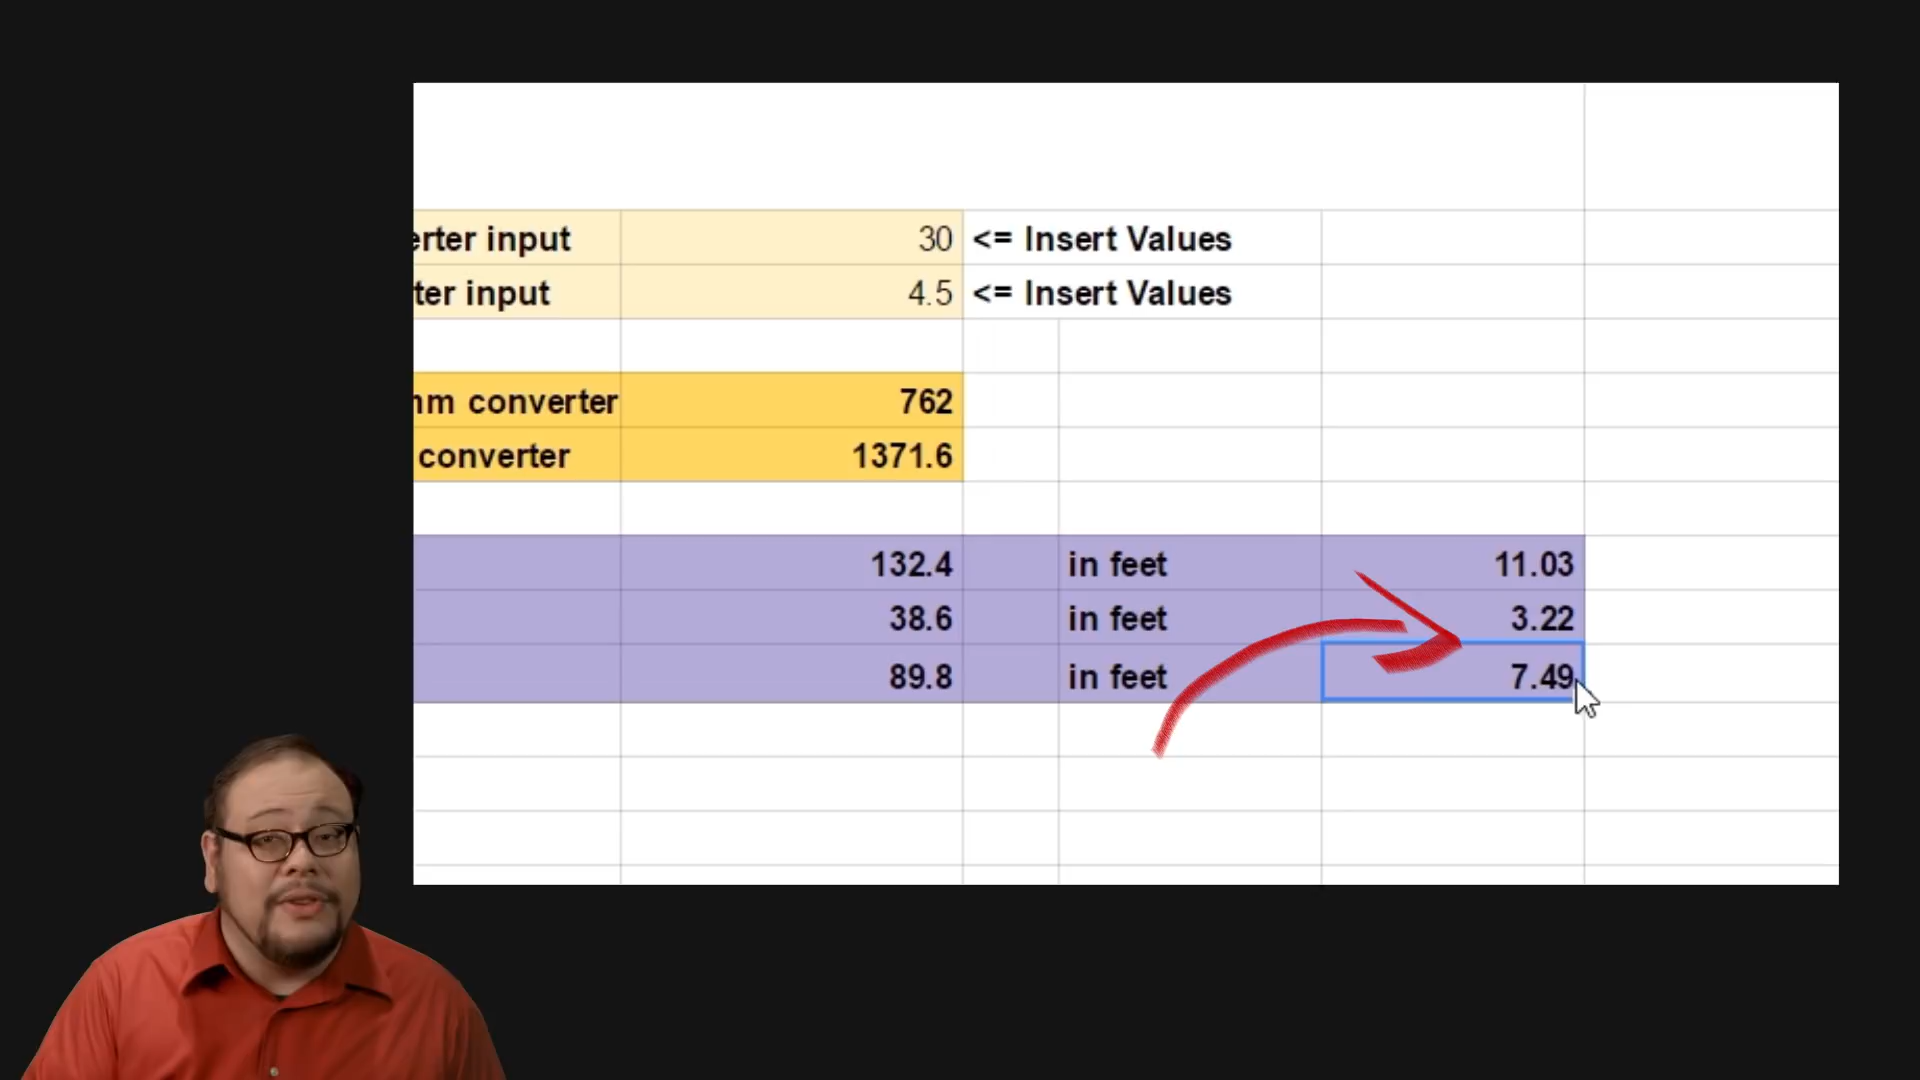 erter input 30 <= Insert Values
ter input 4.5 <= Insert Values
mm converter 762
converter 1371.6
132.4 in feet 11.03
38.6 in feet 3.22
89.8 in feet 7.49